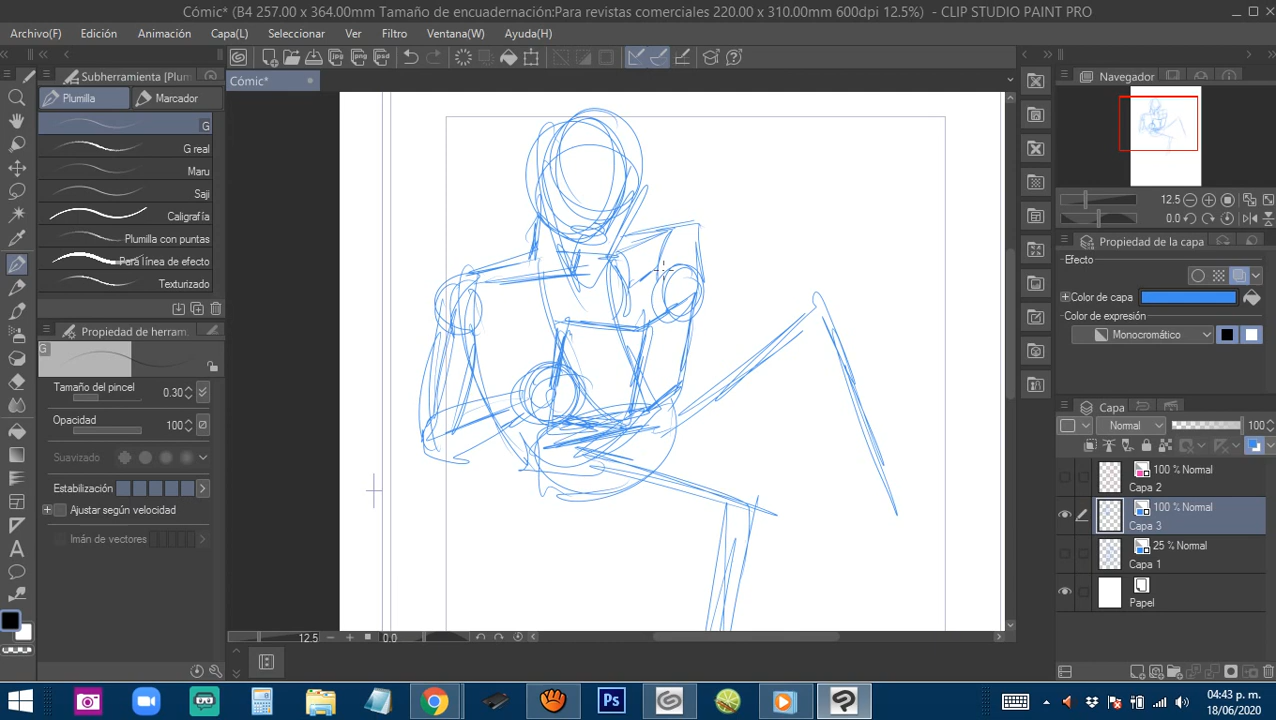 Cómic* (B4 257.00 x 364.00mm Tamaño de encuadernación:Para revistas comerciales 220.00 x 310.00mm 600dpi 12.5%) - CLIP STUDIO PAINT PRO
Archivo(F) Edición Animación Capa(L) Seleccionar Ver Filtro Ventana(W) Ayuda(H)
Subherramienta [Plum
Cómic*
Navegador
Plumilla Marcador
G
G real
Maru
Saji
Caligrafía
Plumilla con puntas
Para línea de efecto
Texturizado
12.5
0.0
Propiedad de la capa
Efecto
Color de capa
Color de expresión
Monocromático
Propiedad de herram
G
Tamaño del pincel 0.30
Opacidad 100
Suavizado
Estabilización
Ajustar según velocidad
Imán de vectores
Capa
Normal 100
100 % Normal
Capa 2
100 % Normal
Capa 3
25 % Normal
Capa 1
Papel
12.5 0.0
Ps
04:43 p. m.
18/06/2020